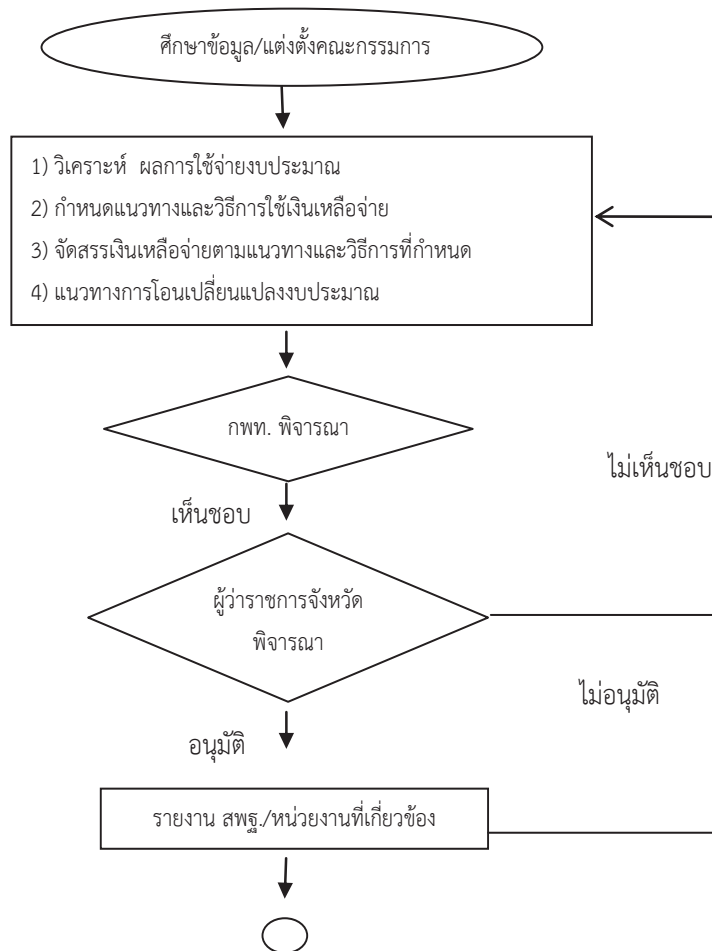 ศึกษาข้อมูล/แต่งตั้งคณะกรรมการ
1) วิเคราะห์ ผลการใช้จ่ายงบประมาณ
2) กำหนดแนวทางและวิธีการใช้เงินเหลือจ่าย
3) จัดสรรเงินเหลือจ่ายตามแนวทางและวิธีการที่กำหนด
4) แนวทางการโอนเปลี่ยนแปลงงบประมาณ
กพท. พิจารณา
ไม่เห็นชอบ
เห็นชอบ
ผู้ว่าราชการจังหวัด
พิจารณา
ไม่อนุมัติ
อนุมัติ
รายงาน สพฐ./หน่วยงานที่เกี่ยวข้อง